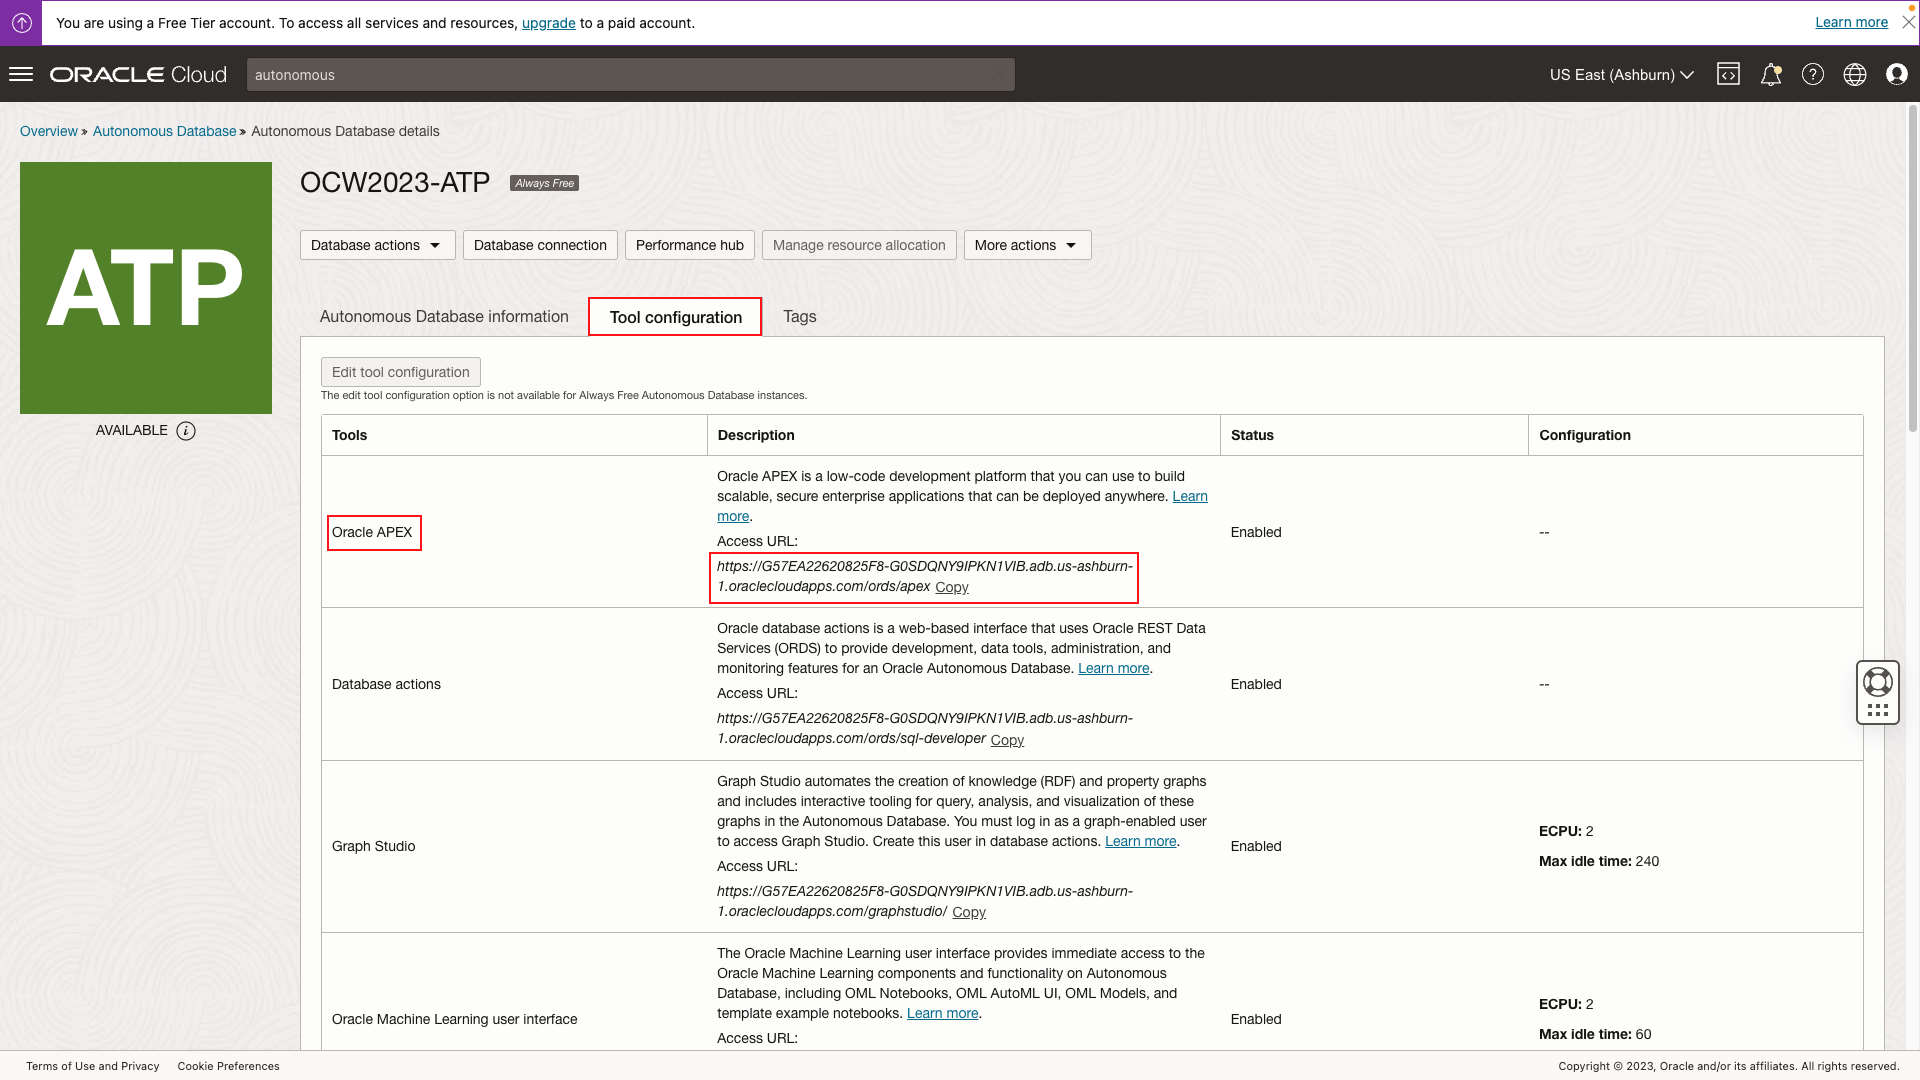 You are using a Free Tier account. To access all services and resources, upgrade to a paid account.
Learn more
ORACLE Cloud
autonomous
US East (Ashburn)
Overview » Autonomous Database » Autonomous Database details
ATP
AVAILABLE
OCW2023-ATP
Always Free
Database actions
Database connection
Performance hub
Manage resource allocation
More actions
Autonomous Database information
Tool configuration
Tags
Edit tool configuration
The edit tool configuration option is not available for Always Free Autonomous Database instances.
Tools
Description
Status
Configuration
Oracle APEX
Oracle APEX is a low-code development platform that you can use to build
scalable, secure enterprise applications that can be deployed anywhere. Learn
more.
Access URL:
https://G57EA22620825F8-G0SDQNY9IPKN1VIB.adb.us-ashburn-
1.oraclecloudapps.com/ords/apex Copy
Enabled
--
Database actions
Oracle database actions is a web-based interface that uses Oracle REST Data
Services (ORDS) to provide development, data tools, administration, and
monitoring features for an Oracle Autonomous Database. Learn more.
Access URL:
https://G57EA22620825F8-G0SDQNY9IPKN1VIB.adb.us-ashburn-
1.oraclecloudapps.com/ords/sql-developer Copy
Enabled
--
Graph Studio
Graph Studio automates the creation of knowledge (RDF) and property graphs
and includes interactive tooling for query, analysis, and visualization of these
graphs in the Autonomous Database. You must log in as a graph-enabled user
to access Graph Studio. Create this user in database actions. Learn more.
Access URL:
https://G57EA22620825F8-G0SDQNY9IPKN1VIB.adb.us-ashburn-
1.oraclecloudapps.com/graphstudio/ Copy
Enabled
ECPU: 2
Max idle time: 240
Oracle Machine Learning user interface
The Oracle Machine Learning user interface provides immediate access to the
Oracle Machine Learning components and functionality on Autonomous
Database, including OML Notebooks, OML AutoML UI, OML Models, and
template example notebooks. Learn more.
Access URL:
Enabled
ECPU: 2
Max idle time: 60
Terms of Use and Privacy
Cookie Preferences
Copyright © 2023, Oracle and/or its affiliates. All rights reserved.